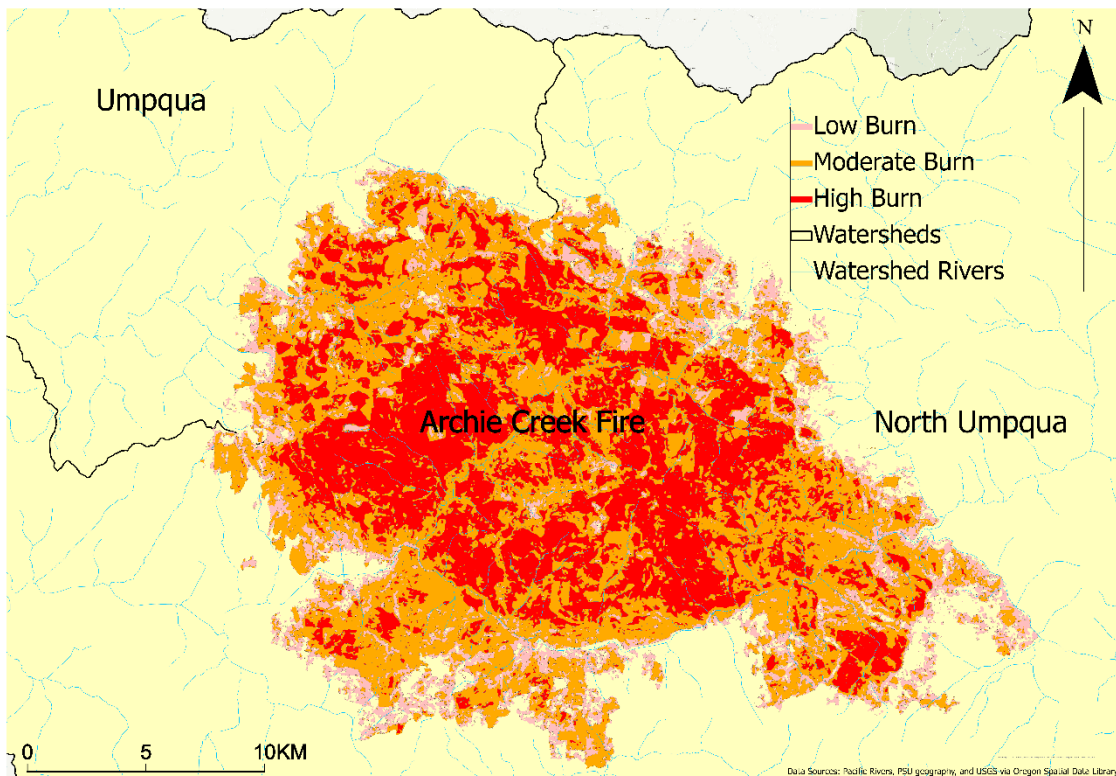 N
Umpqua
Low Burn
Moderate Burn
High Burn
Watersheds
Watershed Rivers
Archie Creek Fire
North Umpqua
0 5 10KM
Data Sources: Pacific Rivers, PSU geography, and USGS via Oregon Spatial Data Library